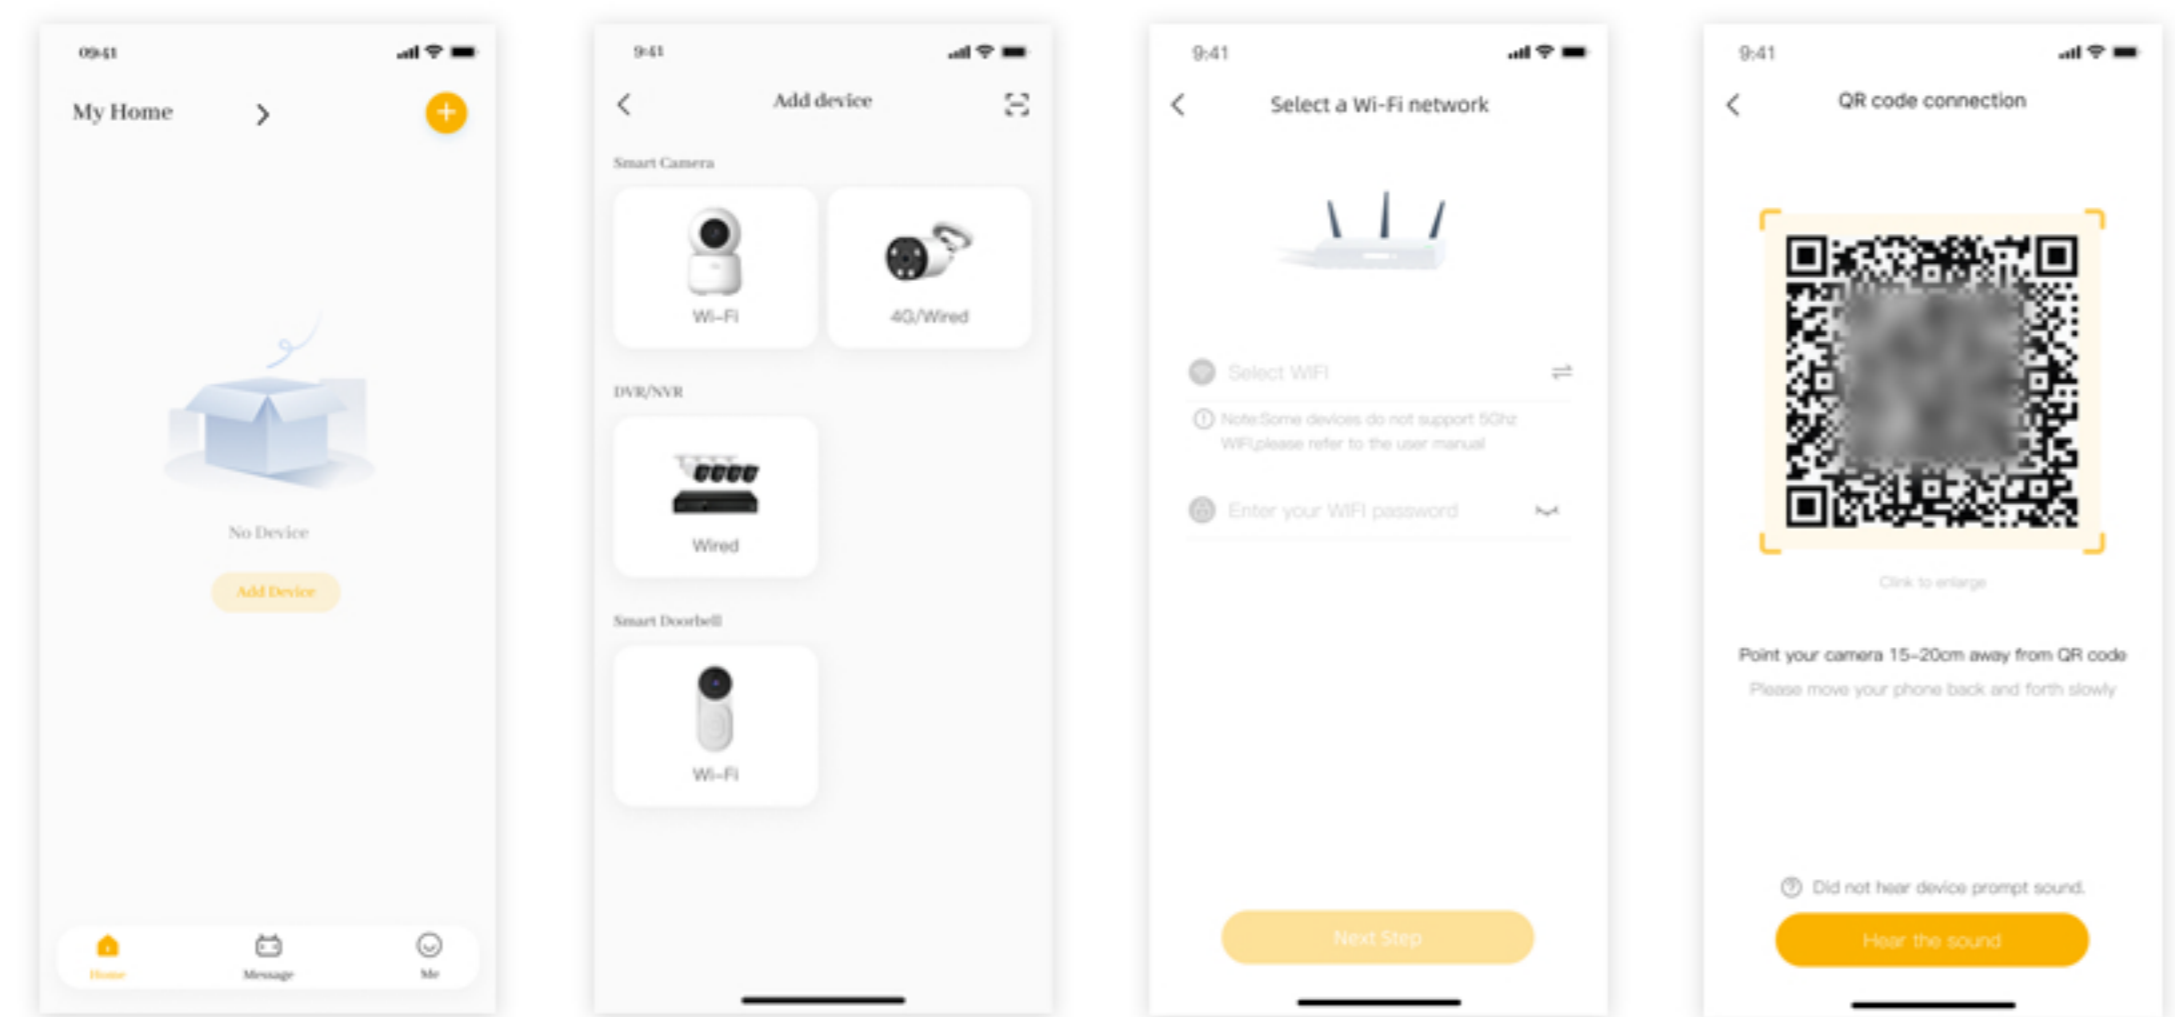 09:41
My Home
No Device
Add Device
Home
Message
Me
9:41
Add device
Smart Camera
Wi-Fi
4G/Wired
DVR/NVR
Wired
Smart Doorbell
Wi-Fi
9:41
Select a Wi-Fi network
Select WIFI
Note:Some devices do not support 5Ghz
WIFI,please refer to the user manual
Enter your WIFI password
Next Step
9:41
QR code connection
Clink to enlarge
Point your camera 15-20cm away from QR code
Please move your phone back and forth slowly
Did not hear device prompt sound.
Hear the sound